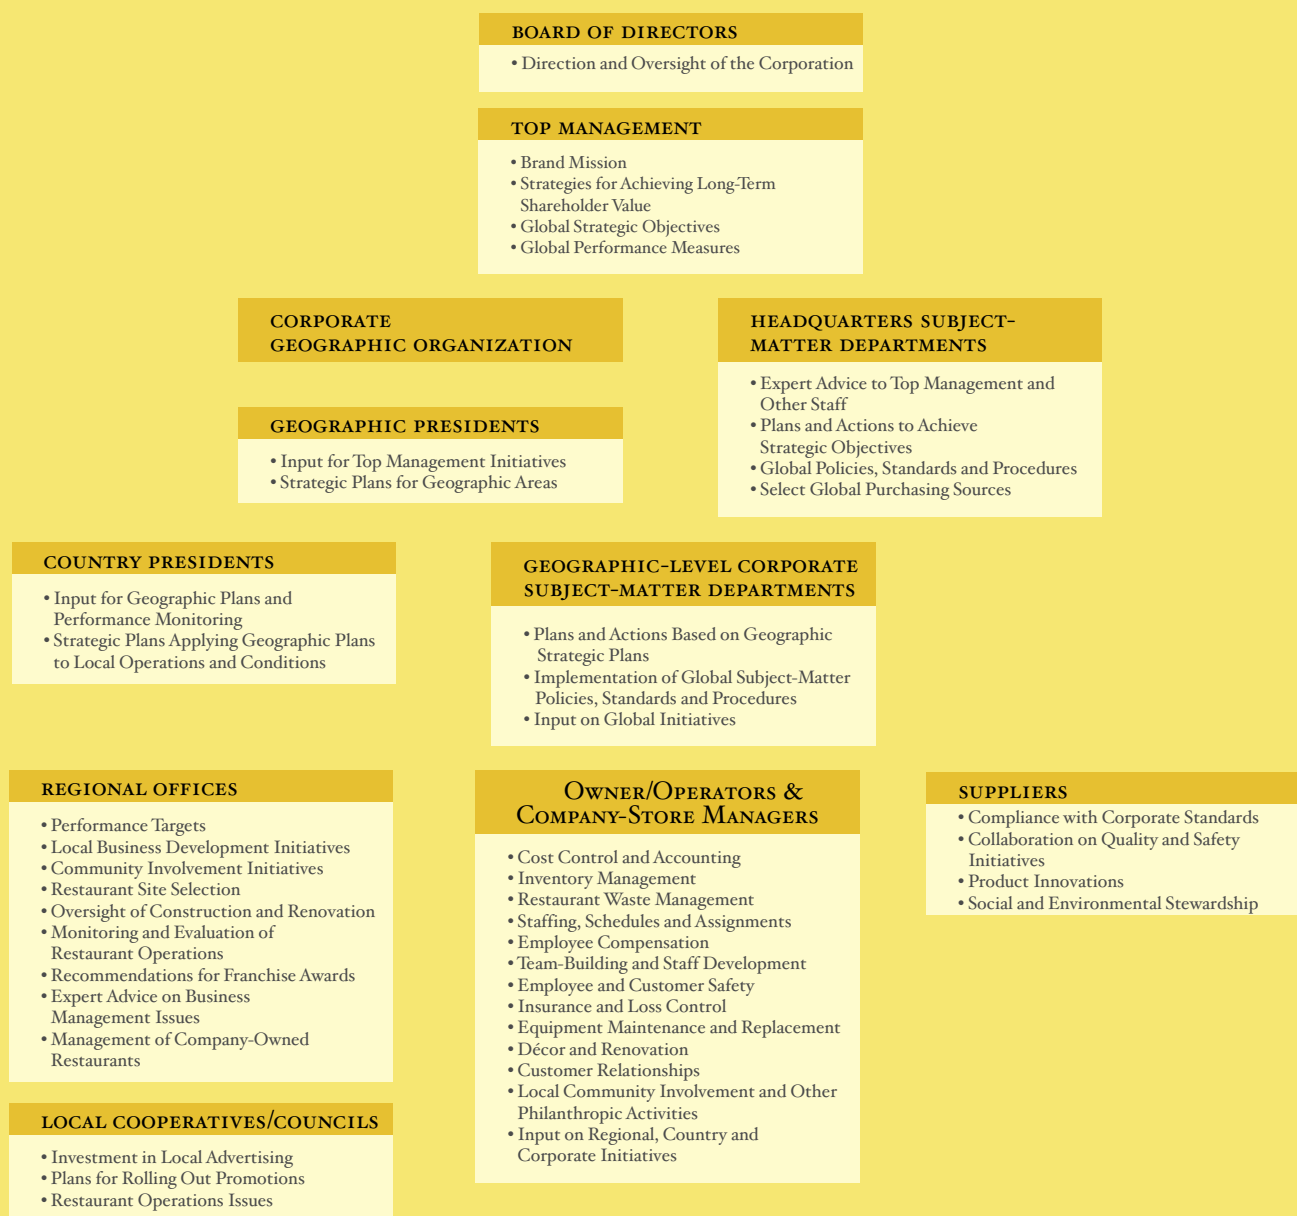 BOARD OF DIRECTORS
• Direction and Oversight of the Corporation
TOP MANAGEMENT
• Brand Mission
• Strategies for Achieving Long-Term
Shareholder Value
• Global Strategic Objectives
• Global Performance Measures
CORPORATE
GEOGRAPHIC ORGANIZATION
HEADQUARTERS SUBJECT-
MATTER DEPARTMENTS
• Expert Advice to Top Management and
Other Staff
• Plans and Actions to Achieve
Strategic Objectives
• Global Policies, Standards and Procedures
• Select Global Purchasing Sources
GEOGRAPHIC PRESIDENTS
• Input for Top Management Initiatives
• Strategic Plans for Geographic Areas
COUNTRY PRESIDENTS
• Input for Geographic Plans and
Performance Monitoring
• Strategic Plans Applying Geographic Plans
to Local Operations and Conditions
GEOGRAPHIC-LEVEL CORPORATE
SUBJECT-MATTER DEPARTMENTS
• Plans and Actions Based on Geographic
Strategic Plans
• Implementation of Global Subject-Matter
Policies, Standards and Procedures
• Input on Global Initiatives
REGIONAL OFFICES
• Performance Targets
• Local Business Development Initiatives
• Community Involvement Initiatives
• Restaurant Site Selection
• Oversight of Construction and Renovation
• Monitoring and Evaluation of
Restaurant Operations
• Recommendations for Franchise Awards
• Expert Advice on Business
Management Issues
• Management of Company-Owned
Restaurants
OWNER/OPERATORS &
COMPANY-STORE MANAGERS
• Cost Control and Accounting
• Inventory Management
• Restaurant Waste Management
• Staffing, Schedules and Assignments
• Employee Compensation
• Team-Building and Staff Development
• Employee and Customer Safety
• Insurance and Loss Control
• Equipment Maintenance and Replacement
• Décor and Renovation
• Customer Relationships
• Local Community Involvement and Other
Philanthropic Activities
• Input on Regional, Country and
Corporate Initiatives
SUPPLIERS
• Compliance with Corporate Standards
• Collaboration on Quality and Safety
Initiatives
• Product Innovations
• Social and Environmental Stewardship
LOCAL COOPERATIVES/COUNCILS
• Investment in Local Advertising
• Plans for Rolling Out Promotions
• Restaurant Operations Issues